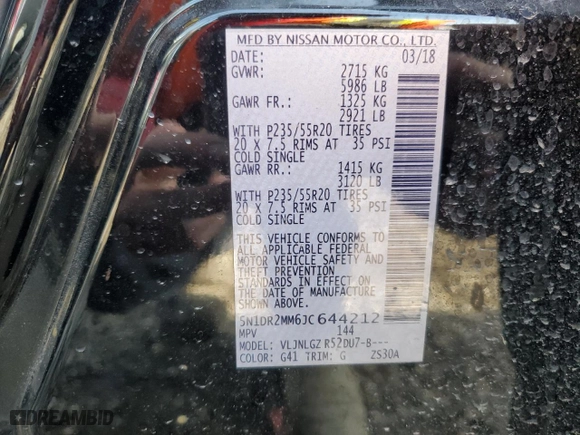 MFD BY NISSAN MOTOR CO., LTD.
DATE: 03/18
GVWR: 2715 KG
5986 LB
GAWR FR.: 1325 KG
2921 LB
WITH P235/55R20 TIRES
20 X 7.5 RIMS AT 35 PSI
COLD SINGLE
GAWR RR.: 1415 KG
3120 LB
WITH P235/55R20 TIRES
20 X 7.5 RIMS AT 35 PSI
COLD SINGLE
THIS VEHICLE CONFORMS TO
ALL APPLICABLE FEDERAL
MOTOR VEHICLE SAFETY AND
THEFT PREVENTION
STANDARDS IN EFFECT ON
THE DATE OF MANUFACTURE
SHOWN ABOVE.
5N1DR2MM6JC644212
MPV 144
MODEL: VLJNLGZ R52DU7-B---
COLOR: G41 TRIM: G ZS30A
DREAMBID